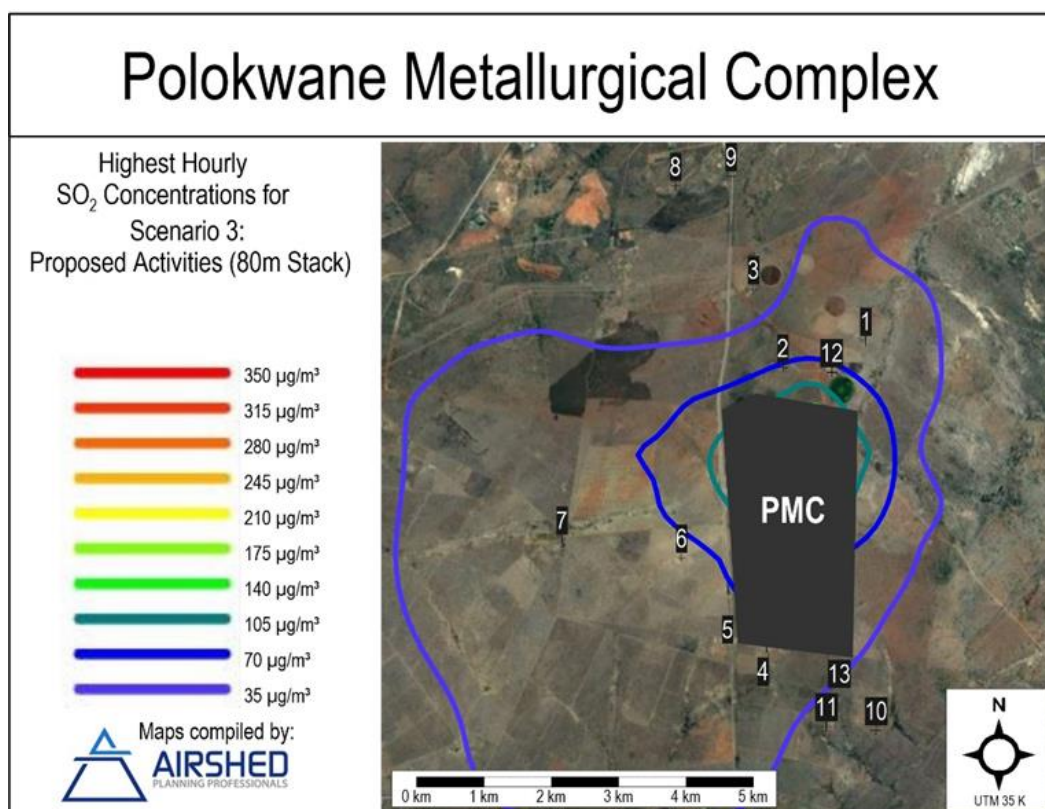 Polokwane Metallurgical Complex
Highest Hourly
SO₂ Concentrations for
Scenario 3:
Proposed Activities (80m Stack)
350 µg/m³
315 µg/m³
280 µg/m³
245 µg/m³
210 µg/m³
175 µg/m³
140 µg/m³
105 µg/m³
70 µg/m³
35 µg/m³
Maps compiled by:
AIRSHED
PLANNING PROFESSIONALS
9
8
3
1
2
12
PMC
7
6
5
4
13
11
10
0 km 1 km 2 km 3 km 4 km 5 km
N
UTM 35 K